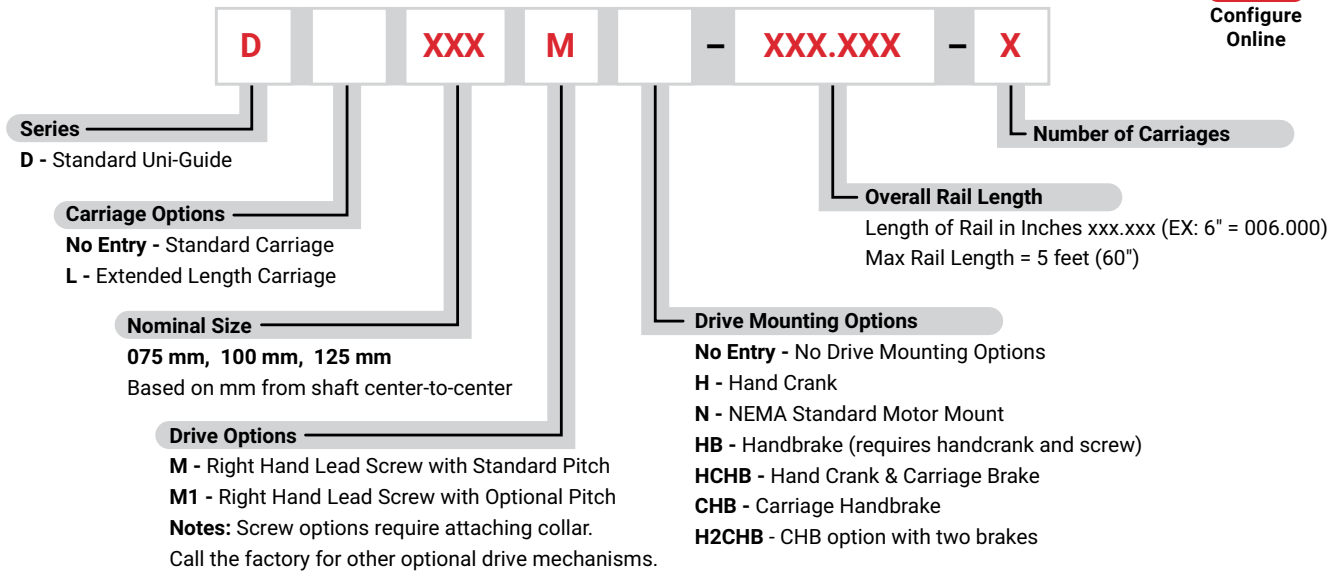 Configure
Online
D XXX M – XXX.XXX – X
Series
D - Standard Uni-Guide
Number of Carriages
Carriage Options
No Entry - Standard Carriage
L - Extended Length Carriage
Overall Rail Length
Length of Rail in Inches xxx.xxx (EX: 6" = 006.000)
Max Rail Length = 5 feet (60")
Nominal Size
075 mm, 100 mm, 125 mm
Based on mm from shaft center-to-center
Drive Options
M - Right Hand Lead Screw with Standard Pitch
M1 - Right Hand Lead Screw with Optional Pitch
Notes: Screw options require attaching collar.
Call the factory for other optional drive mechanisms.
Drive Mounting Options
No Entry - No Drive Mounting Options
H - Hand Crank
N - NEMA Standard Motor Mount
HB - Handbrake (requires handcrank and screw)
HCHB - Hand Crank & Carriage Brake
CHB - Carriage Handbrake
H2CHB - CHB option with two brakes